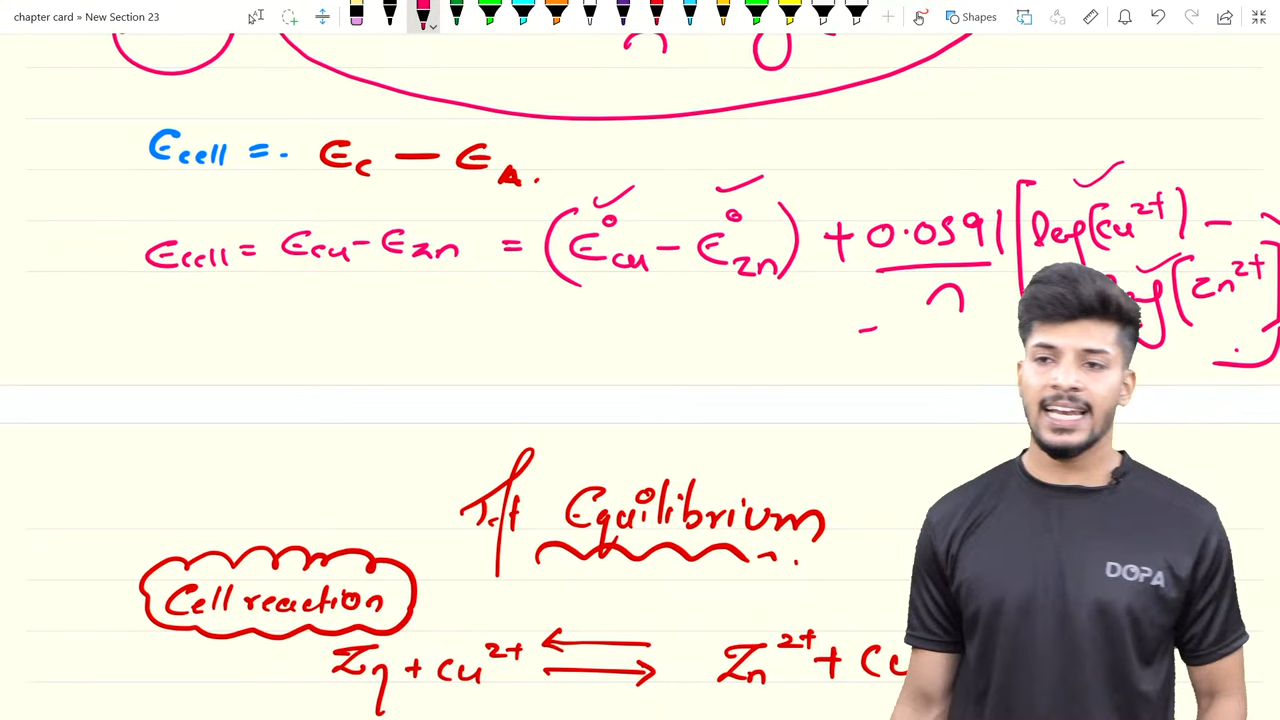 chapter card » New Section 23
Shapes
Ecell = . Ec — EA.
Ecell = Ecu - Ezn = (E°cu - E°zn) + 0.0591/n [log(cu2+) -
(zn2+)]
At Equilibrium
Cell reaction
Zn + cu2+ ⇌ Zn2+ +
DOPA